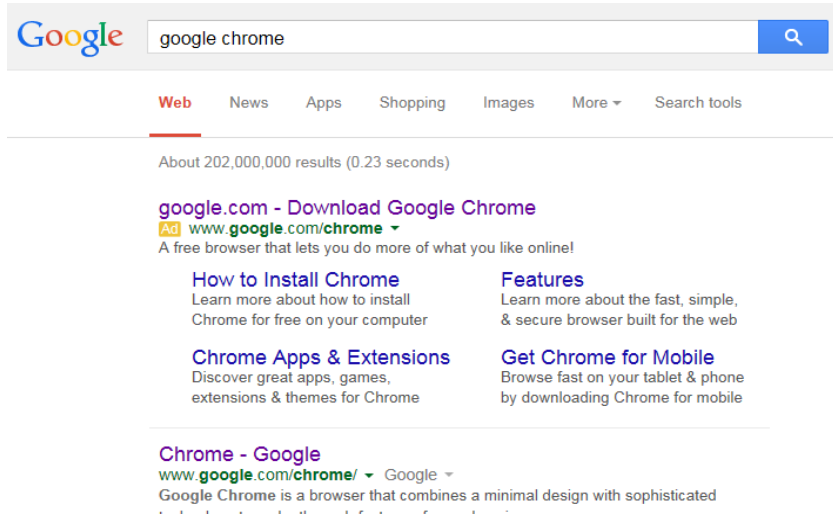 Google google chrome
Web News Apps Shopping Images More Search tools
About 202,000,000 results (0.23 seconds)
google.com - Download Google Chrome
Ad www.google.com/chrome
A free browser that lets you do more of what you like online!
How to Install Chrome
Learn more about how to install
Chrome for free on your computer
Features
Learn more about the fast, simple,
& secure browser built for the web
Chrome Apps & Extensions
Discover great apps, games,
extensions & themes for Chrome
Get Chrome for Mobile
Browse fast on your tablet & phone
by downloading Chrome for mobile
Chrome - Google
www.google.com/chrome/ Google
Google Chrome is a browser that combines a minimal design with sophisticated